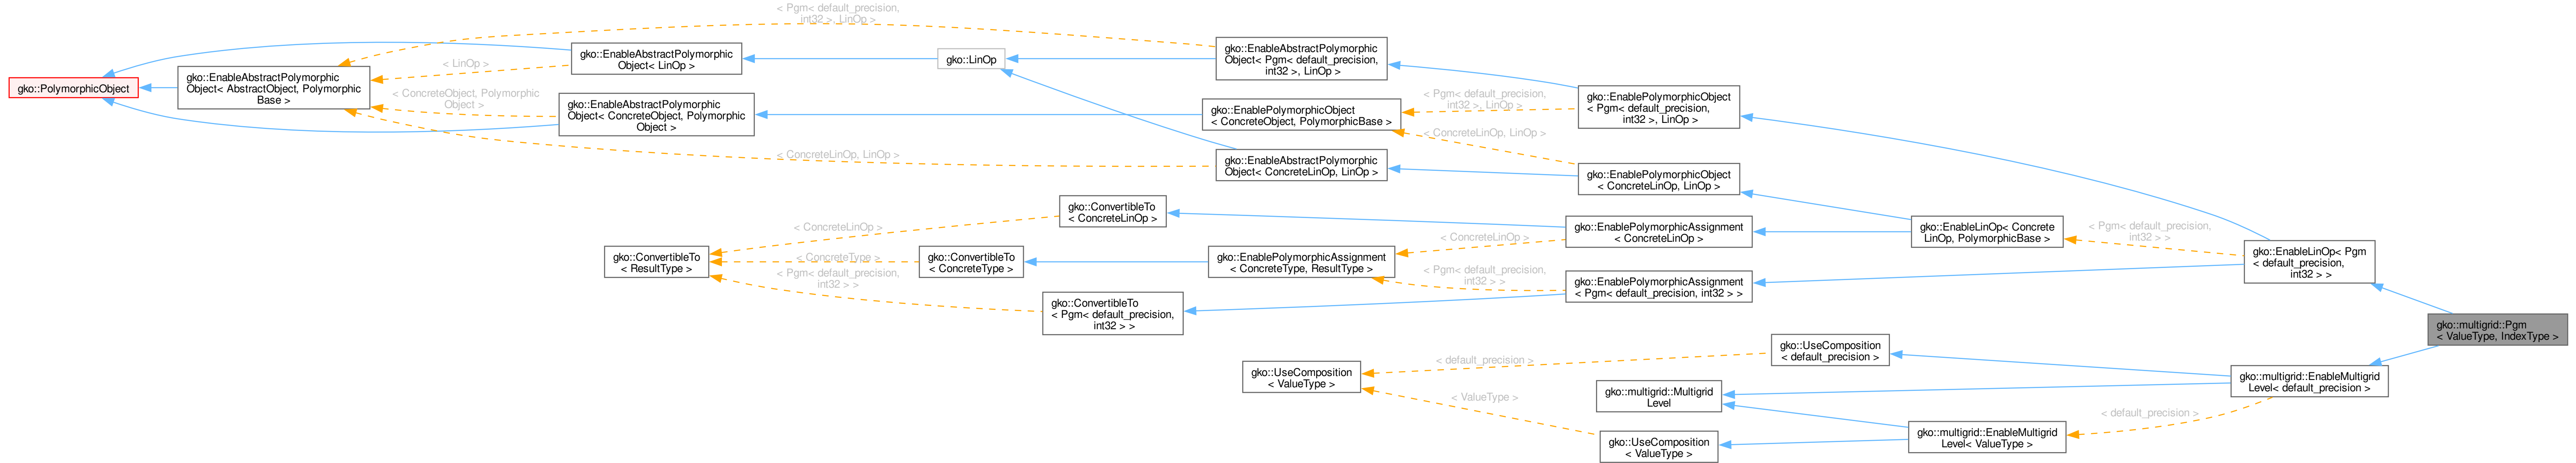 gko::PolymorphicObject
gko::EnableAbstractPolymorphic
Object< AbstractObject, Polymorphic
Base >
< Pgm< default_precision,
int32 >, LinOp >
< LinOp >
< ConcreteObject, Polymorphic
Object >
< ConcreteLinOp, LinOp >
gko::EnableAbstractPolymorphic
Object< LinOp >
gko::EnableAbstractPolymorphic
Object< ConcreteObject, Polymorphic
Object >
gko::LinOp
gko::EnableAbstractPolymorphic
Object< Pgm< default_precision,
int32 >, LinOp >
gko::EnablePolymorphicObject
< ConcreteObject, PolymorphicBase >
gko::EnableAbstractPolymorphic
Object< ConcreteLinOp, LinOp >
< Pgm< default_precision,
int32 >, LinOp >
< ConcreteLinOp, LinOp >
gko::EnablePolymorphicObject
< Pgm< default_precision,
int32 >, LinOp >
gko::EnablePolymorphicObject
< ConcreteLinOp, LinOp >
gko::ConvertibleTo
< ResultType >
< ConcreteLinOp >
< ConcreteType >
< Pgm< default_precision,
int32 > >
gko::ConvertibleTo
< ConcreteLinOp >
gko::ConvertibleTo
< ConcreteType >
gko::ConvertibleTo
< Pgm< default_precision,
int32 > >
gko::EnablePolymorphicAssignment
< ConcreteType, ResultType >
< ConcreteLinOp >
< Pgm< default_precision,
int32 > >
gko::EnablePolymorphicAssignment
< ConcreteLinOp >
gko::EnablePolymorphicAssignment
< Pgm< default_precision, int32 > >
gko::EnableLinOp< Concrete
LinOp, PolymorphicBase >
< Pgm< default_precision,
int32 > >
gko::EnableLinOp< Pgm
< default_precision,
int32 > >
gko::multigrid::Pgm
< ValueType, IndexType >
gko::UseComposition
< ValueType >
< default_precision >
< ValueType >
gko::UseComposition
< default_precision >
gko::multigrid::Multigrid
Level
gko::UseComposition
< ValueType >
gko::multigrid::EnableMultigrid
Level< ValueType >
< default_precision >
gko::multigrid::EnableMultigrid
Level< default_precision >